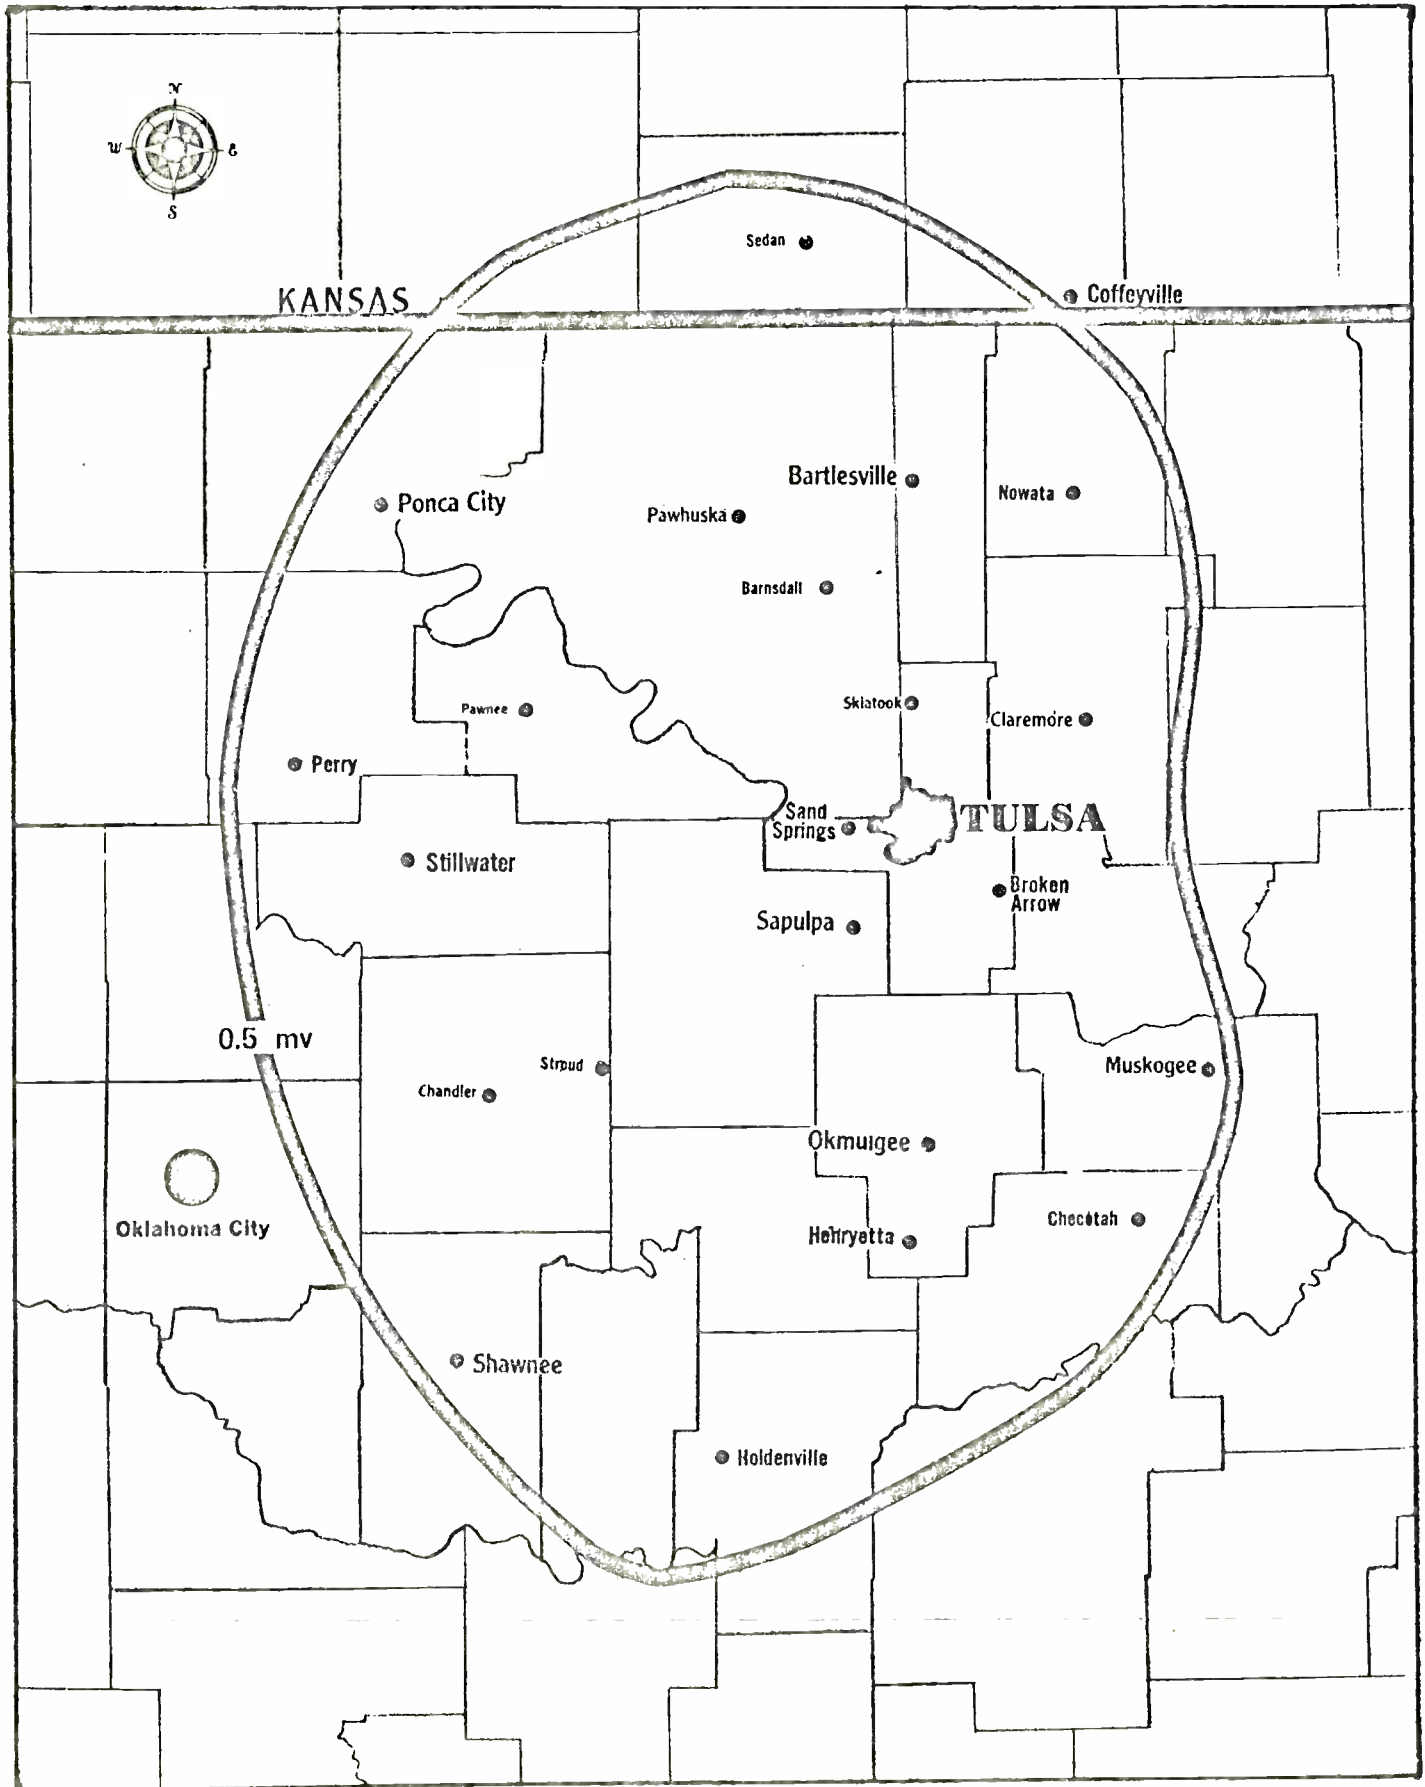 N
W E
S
Sedan
KANSAS
Coffeyville
Bartlesville
Ponca City
Nowata
Pawhuska
Barnsdall
Skiatook
Pawnee
Claremore
Perry
Sand
Springs
TULSA
Stillwater
Broken
Arrow
Sapulpa
0.5 mv
Stroud
Muskogee
Chandler
Okmulgee
Checotah
Oklahoma City
Henryetta
Shawnee
Holdenville